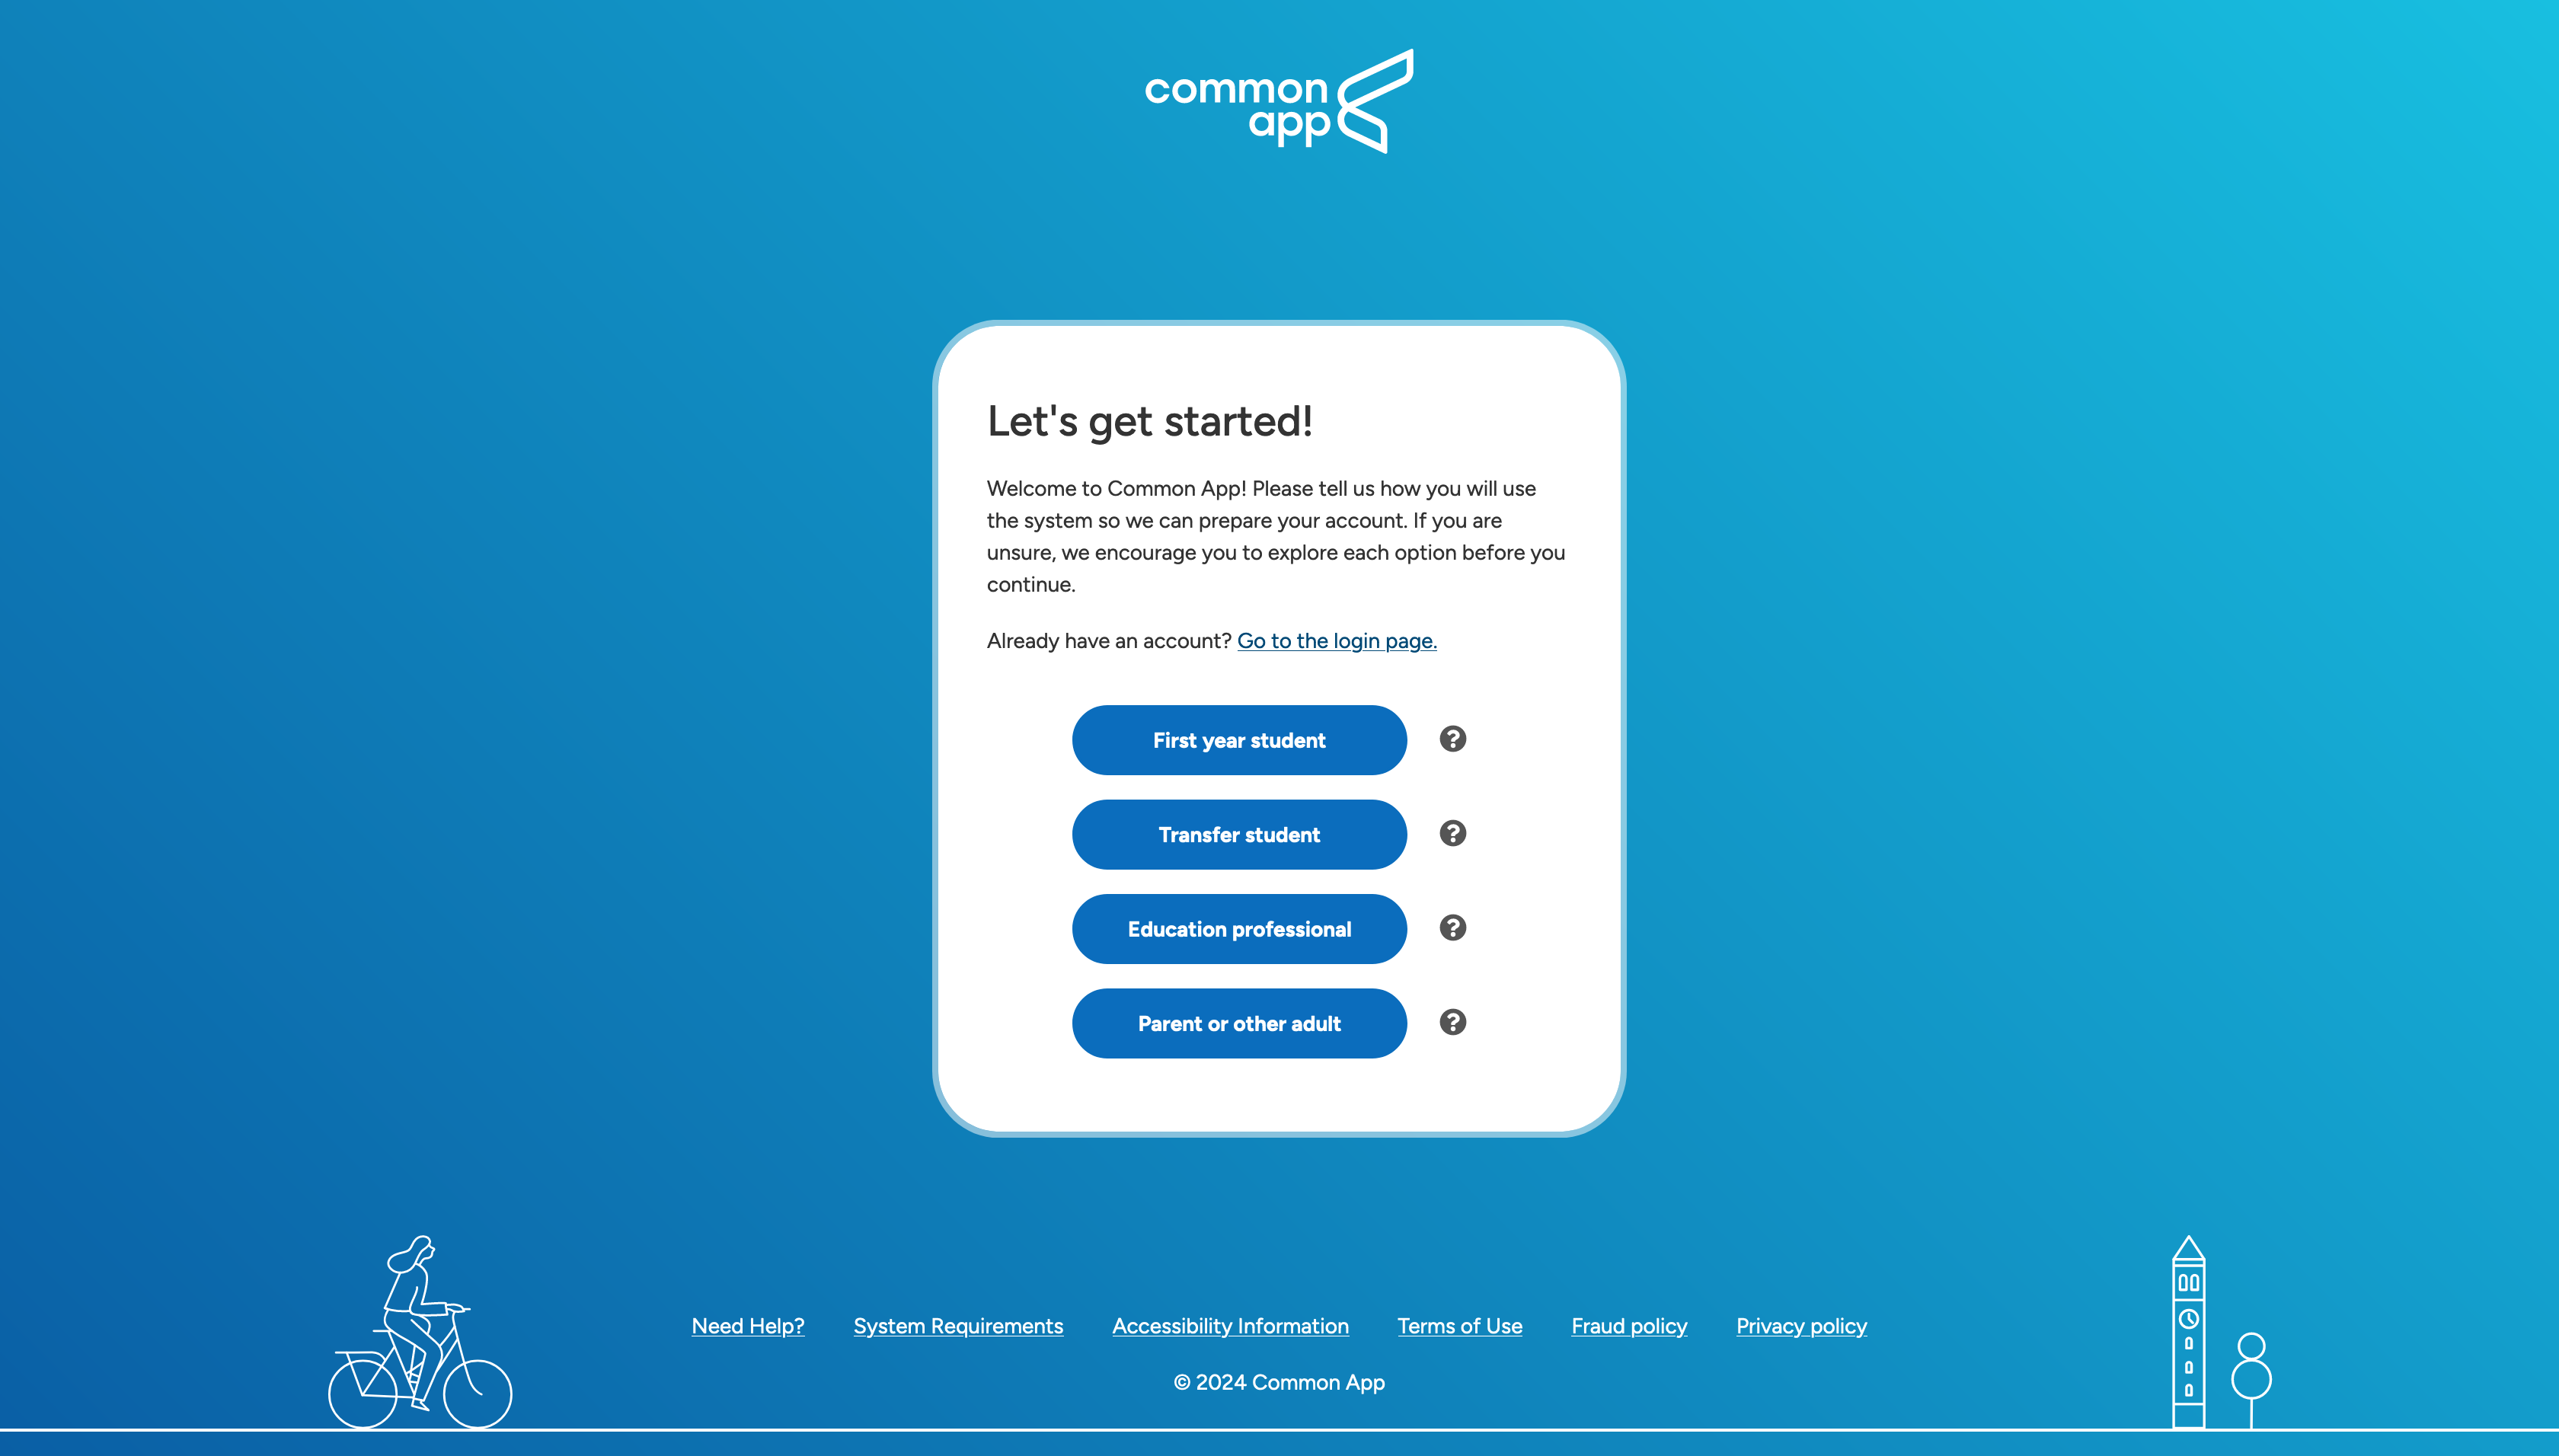 common
app
Let's get started!
Welcome to Common App! Please tell us how you will use
the system so we can prepare your account. If you are
unsure, we encourage you to explore each option before you
continue.
Already have an account? Go to the login page.
First year student ?
Transfer student ?
Education professional ?
Parent or other adult ?
Need Help? System Requirements Accessibility Information Terms of Use Fraud policy Privacy policy
© 2024 Common App